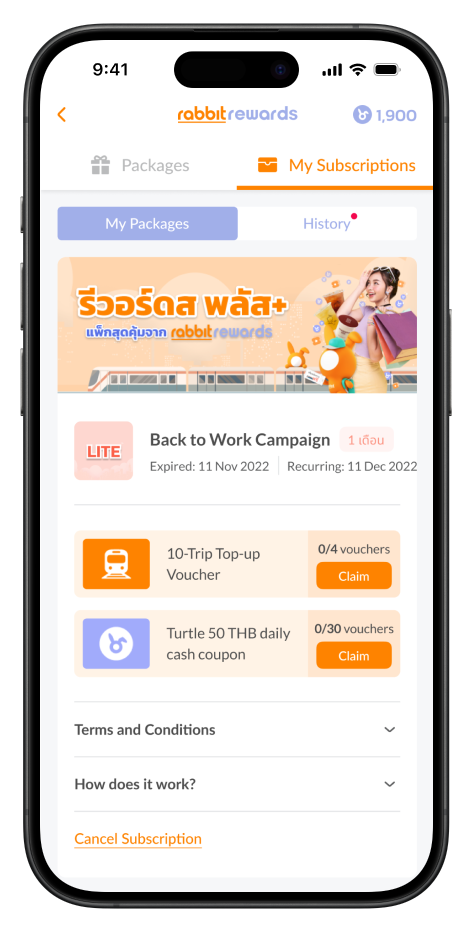 9:41
rabbit rewards
1,900
Packages
My Subscriptions
My Packages
History
รีวอร์ดส พลัส+
แพ็กสุดคุ้มจาก rabbit rewards
LITE
Back to Work Campaign
1 เดือน
Expired: 11 Nov 2022
Recurring: 11 Dec 2022
10-Trip Top-up
Voucher
0/4 vouchers
Claim
Turtle 50 THB daily
cash coupon
0/30 vouchers
Claim
Terms and Conditions
How does it work?
Cancel Subscription